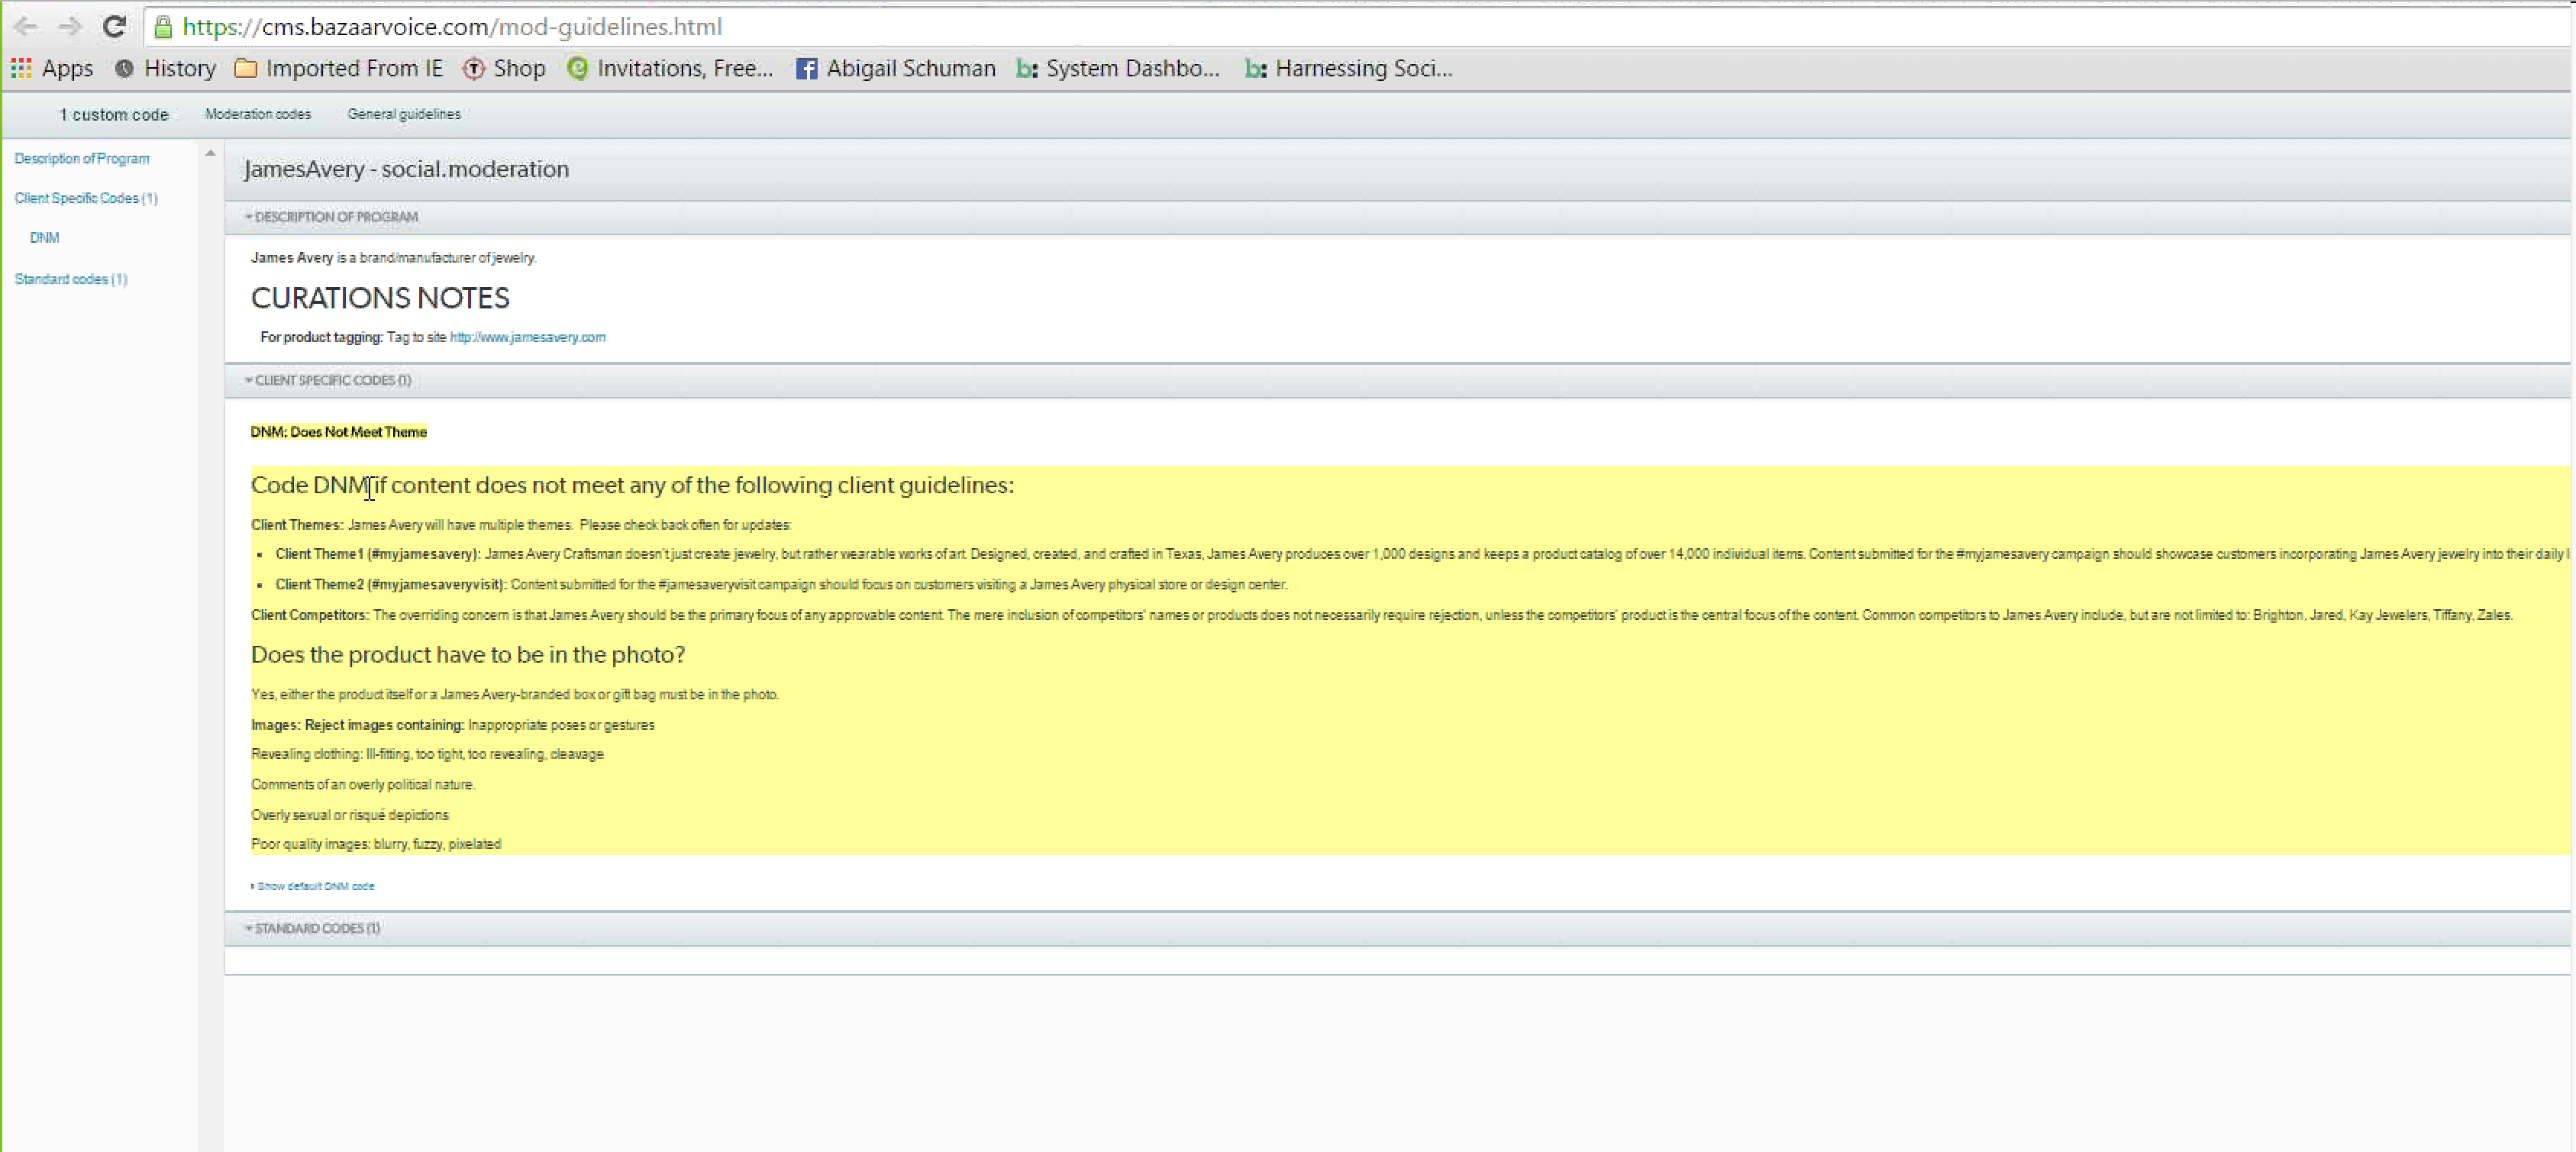 https://cms.bazaarvoice.com/mod-guidelines.html
Apps History Imported From IE Shop Invitations, Free... Abigail Schuman b: System Dashbo... b: Harnessing Soci...
1 custom code Moderation codes General guidelines
Description of Program
Client Specific Codes (1)
DNM
Standard codes (1)
JamesAvery - social.moderation
DESCRIPTION OF PROGRAM
James Avery is a brand/manufacturer of jewelry.
CURATIONS NOTES
For product tagging: Tag to site http://www.jamesavery.com
CLIENT SPECIFIC CODES (1)
DNM: Does Not Meet Theme
Code DNM if content does not meet any of the following client guidelines:
Client Themes: James Avery will have multiple themes. Please check back often for updates:
• Client Theme1 (#myjamesavery): James Avery Craftsman doesn't just create jewelry, but rather wearable works of art. Designed, created, and crafted in Texas, James Avery produces over 1,000 designs and keeps a product catalog of over 14,000 individual items. Content submitted for the #myjamesavery campaign should showcase customers incorporating James Avery jewelry into their daily l
• Client Theme2 (#myjamesaveryvisit): Content submitted for the #jamesaveryvisit campaign should focus on customers visiting a James Avery physical store or design center.
Client Competitors: The overriding concern is that James Avery should be the primary focus of any approvable content. The mere inclusion of competitors' names or products does not necessarily require rejection, unless the competitors' product is the central focus of the content. Common competitors to James Avery include, but are not limited to: Brighton, Jared, Kay Jewelers, Tiffany, Zales.
Does the product have to be in the photo?
Yes, either the product itself or a James Avery-branded box or gift bag must be in the photo.
Images: Reject images containing: Inappropriate poses or gestures
Revealing clothing: Ill-fitting, too tight, too revealing, cleavage
Comments of an overly political nature.
Overly sexual or risqué depictions
Poor quality images: blurry, fuzzy, pixelated
Show default DNM code
STANDARD CODES (1)